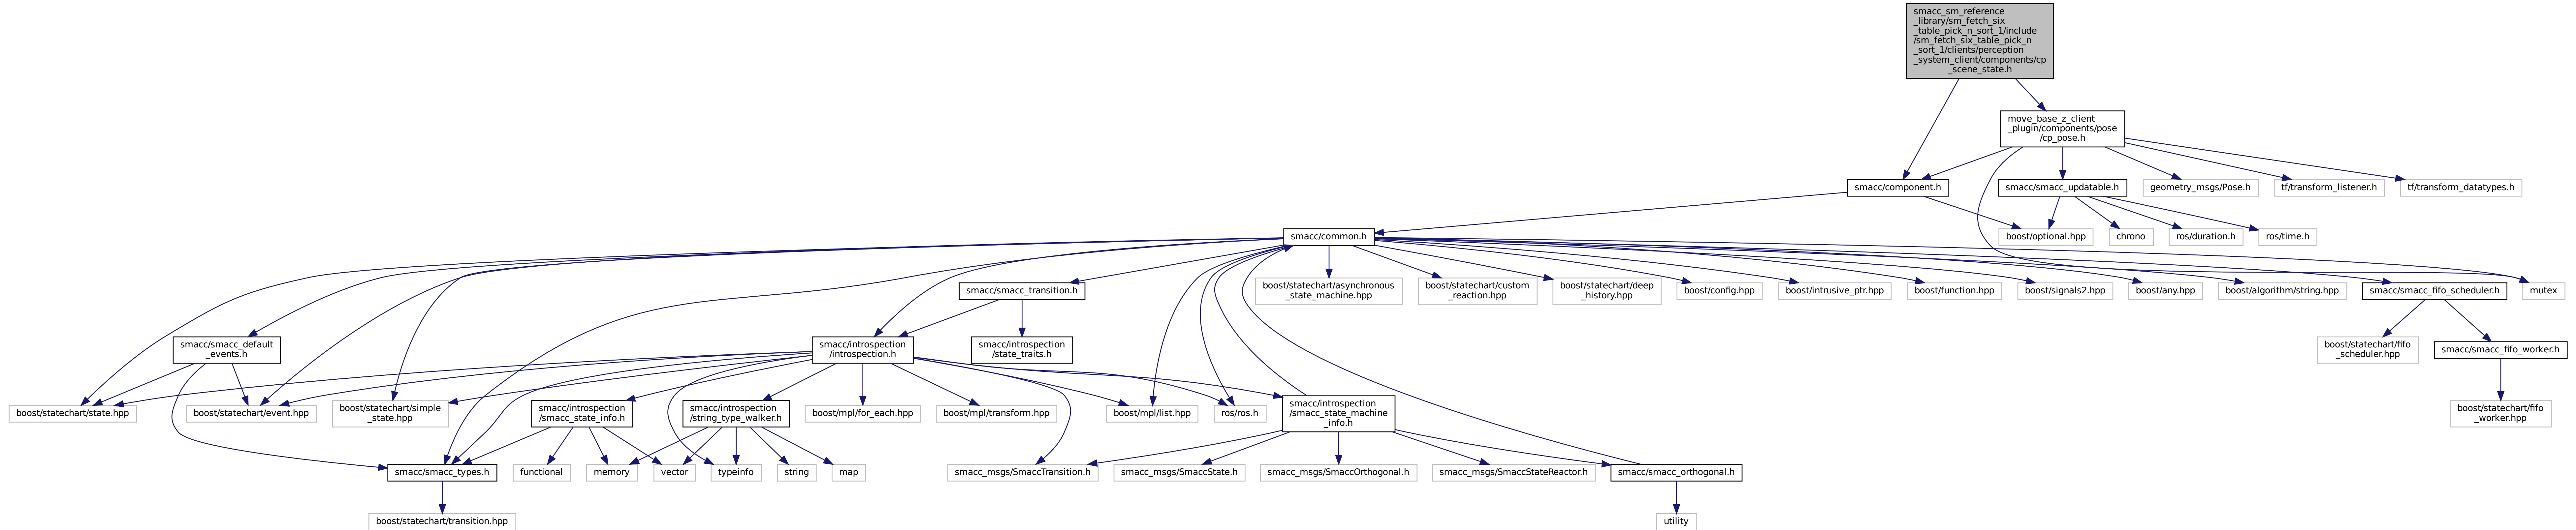 smacc_sm_reference
_library/sm_fetch_six
_table_pick_n_sort_1/include
/sm_fetch_six_table_pick_n
_sort_1/clients/perception
_system_client/components/cp
_scene_state.h
move_base_z_client
_plugin/components/pose
/cp_pose.h
smacc/component.h
smacc/smacc_updatable.h
geometry_msgs/Pose.h
tf/transform_listener.h
tf/transform_datatypes.h
smacc/common.h
boost/optional.hpp
chrono
ros/duration.h
ros/time.h
smacc/smacc_transition.h
boost/statechart/asynchronous
_state_machine.hpp
boost/statechart/custom
_reaction.hpp
boost/statechart/deep
_history.hpp
boost/config.hpp
boost/intrusive_ptr.hpp
boost/function.hpp
boost/signals2.hpp
boost/any.hpp
boost/algorithm/string.hpp
smacc/smacc_fifo_scheduler.h
mutex
smacc/smacc_default
_events.h
smacc/introspection
/introspection.h
smacc/introspection
/state_traits.h
boost/statechart/fifo
_scheduler.hpp
smacc/smacc_fifo_worker.h
boost/statechart/state.hpp
boost/statechart/event.hpp
boost/statechart/simple
_state.hpp
smacc/introspection
/smacc_state_info.h
smacc/introspection
/string_type_walker.h
boost/mpl/for_each.hpp
boost/mpl/transform.hpp
boost/mpl/list.hpp
ros/ros.h
smacc/introspection
/smacc_state_machine
_info.h
boost/statechart/fifo
_worker.hpp
smacc/smacc_types.h
functional
memory
vector
typeinfo
string
map
smacc_msgs/SmaccTransition.h
smacc_msgs/SmaccState.h
smacc_msgs/SmaccOrthogonal.h
smacc_msgs/SmaccStateReactor.h
smacc/smacc_orthogonal.h
boost/statechart/transition.hpp
utility